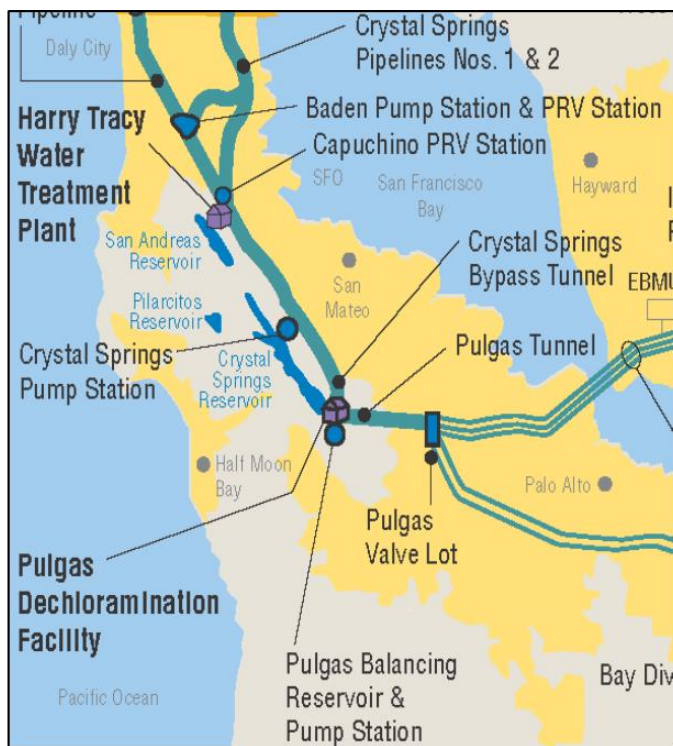 Pipeline
Daly City
Crystal Springs
Pipelines Nos. 1 & 2
Harry Tracy
Water
Treatment
Plant
Baden Pump Station & PRV Station
Capuchino PRV Station
SFO
San Francisco
Bay
Hayward
San Andreas
Reservoir
Crystal Springs
Bypass Tunnel
EBMU
San
Mateo
Pilarcitos
Reservoir
Crystal Springs
Pump Station
Crystal
Springs
Reservoir
Pulgas Tunnel
Half Moon
Bay
Palo Alto
Pulgas
Valve Lot
Pulgas
Dechloramination
Facility
Pulgas Balancing
Reservoir &
Pump Station
Bay Div
Pacific Ocean